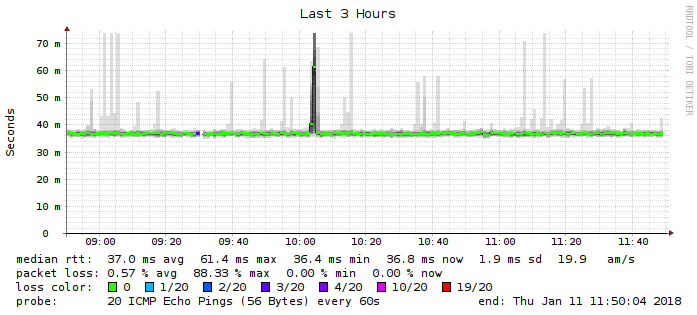 Last 3 Hours
RRDTOOL / TOBI OETIKER
Seconds
70 m
60 m
50 m
40 m
30 m
20 m
10 m
0
09:00 09:20 09:40 10:00 10:20 10:40 11:00 11:20 11:40
median rtt: 37.0 ms avg 61.4 ms max 36.4 ms min 36.8 ms now 1.9 ms sd 19.9 am/s
packet loss: 0.57 % avg 88.33 % max 0.00 % min 0.00 % now
loss color: 0 1/20 2/20 3/20 4/20 10/20 19/20
probe: 20 ICMP Echo Pings (56 Bytes) every 60s end: Thu Jan 11 11:50:04 2018